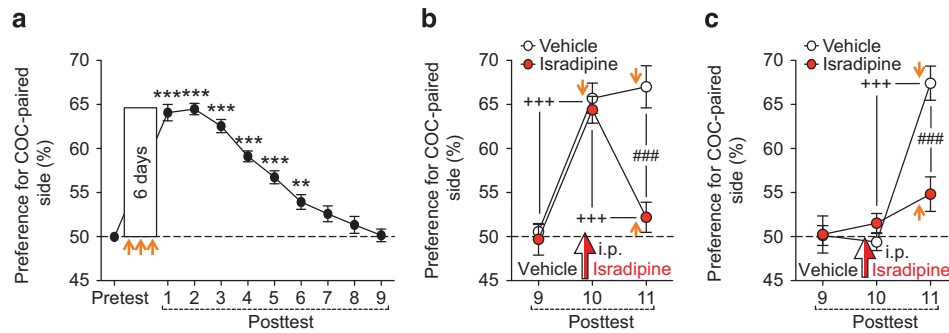 a
Preference for COC-paired
side (%)
70
65
60
55
50
45
6 days
***
***
***
***
***
**
Pretest
1
2
3
4
5
6
7
8
9
Posttest
b
Vehicle
Isradipine
Preference for COC-paired
side (%)
70
65
60
55
50
45
+++
###
+++
i.p.
Vehicle
Isradipine
9
10
11
Posttest
c
Vehicle
Isradipine
Preference for COC-paired
side (%)
70
65
60
55
50
45
+++
###
i.p.
Vehicle
Isradipine
9
10
11
Posttest